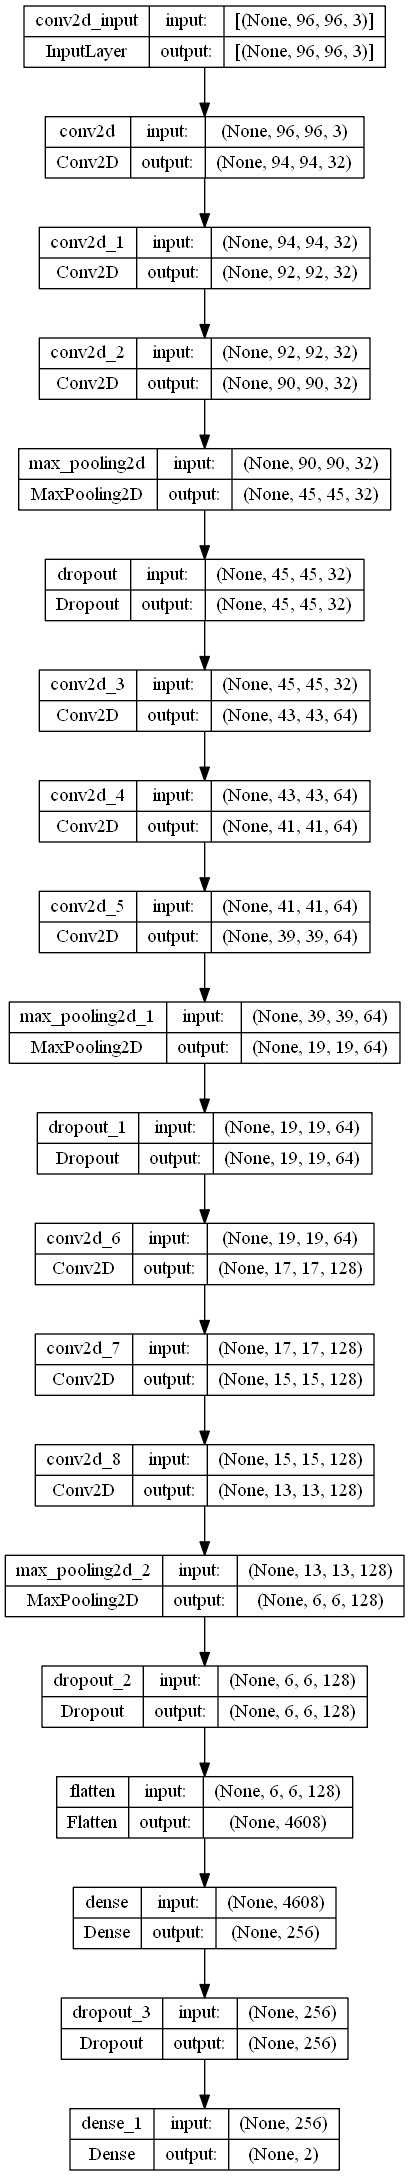 conv2d_input input: [(None, 96, 96, 3)]
InputLayer output: [(None, 96, 96, 3)]
conv2d input: (None, 96, 96, 3)
Conv2D output: (None, 94, 94, 32)
conv2d_1 input: (None, 94, 94, 32)
Conv2D output: (None, 92, 92, 32)
conv2d_2 input: (None, 92, 92, 32)
Conv2D output: (None, 90, 90, 32)
max_pooling2d input: (None, 90, 90, 32)
MaxPooling2D output: (None, 45, 45, 32)
dropout input: (None, 45, 45, 32)
Dropout output: (None, 45, 45, 32)
conv2d_3 input: (None, 45, 45, 32)
Conv2D output: (None, 43, 43, 64)
conv2d_4 input: (None, 43, 43, 64)
Conv2D output: (None, 41, 41, 64)
conv2d_5 input: (None, 41, 41, 64)
Conv2D output: (None, 39, 39, 64)
max_pooling2d_1 input: (None, 39, 39, 64)
MaxPooling2D output: (None, 19, 19, 64)
dropout_1 input: (None, 19, 19, 64)
Dropout output: (None, 19, 19, 64)
conv2d_6 input: (None, 19, 19, 64)
Conv2D output: (None, 17, 17, 128)
conv2d_7 input: (None, 17, 17, 128)
Conv2D output: (None, 15, 15, 128)
conv2d_8 input: (None, 15, 15, 128)
Conv2D output: (None, 13, 13, 128)
max_pooling2d_2 input: (None, 13, 13, 128)
MaxPooling2D output: (None, 6, 6, 128)
dropout_2 input: (None, 6, 6, 128)
Dropout output: (None, 6, 6, 128)
flatten input: (None, 6, 6, 128)
Flatten output: (None, 4608)
dense input: (None, 4608)
Dense output: (None, 256)
dropout_3 input: (None, 256)
Dropout output: (None, 256)
dense_1 input: (None, 256)
Dense output: (None, 2)